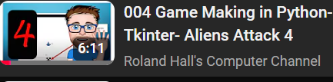 4
6:11
004 Game Making in Python-
Tkinter- Aliens Attack 4
Roland Hall's Computer Channel